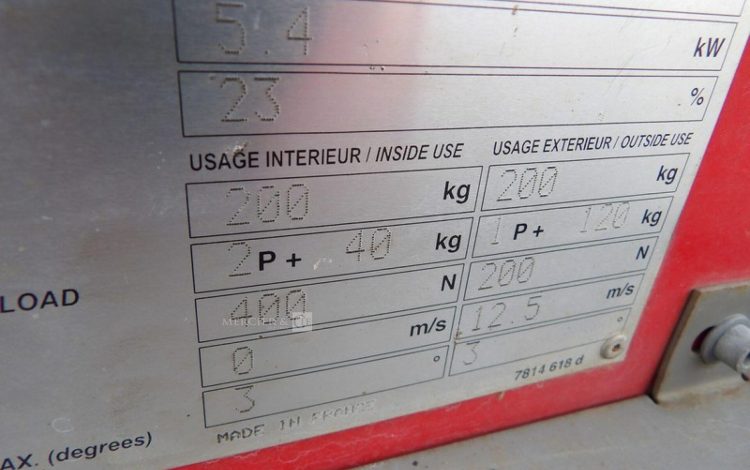 5.4 kW
23 %
USAGE INTERIEUR / INSIDE USE USAGE EXTERIEUR / OUTSIDE USE
200 kg 200 kg
2 P + 40 kg 1 P + 120 kg
LOAD 400 N 200 N
0 m/s 12.5 m/s
3 ° 3 °
AX. (degrees) MADE IN FRANCE 7814 618 d
MERCIER &